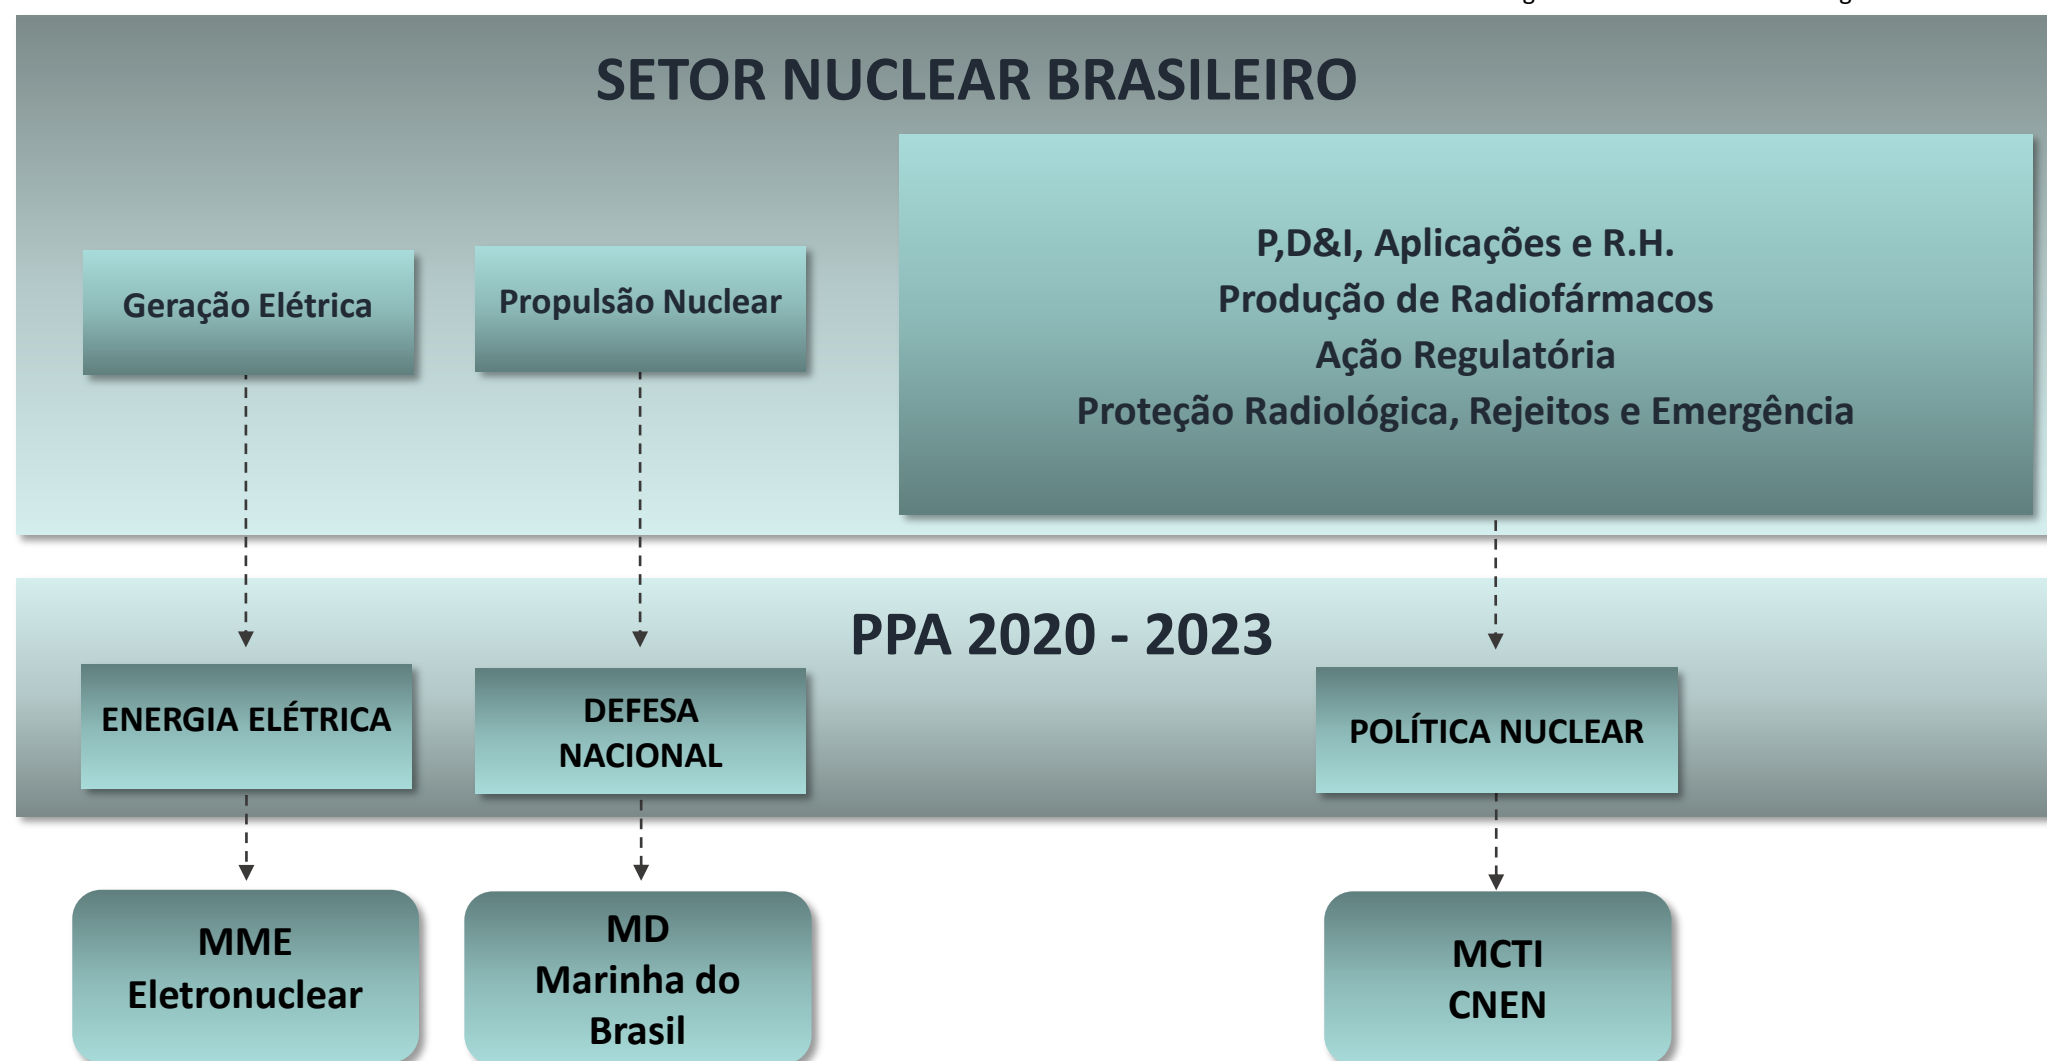 SETOR NUCLEAR BRASILEIRO
Geração Elétrica
Propulsão Nuclear
P,D&I, Aplicações e R.H.
Produção de Radiofármacos
Ação Regulatória
Proteção Radiológica, Rejeitos e Emergência
PPA 2020 - 2023
ENERGIA ELÉTRICA
DEFESA
NACIONAL
POLÍTICA NUCLEAR
MME
Eletronuclear
MD
Marinha do
Brasil
MCTI
CNEN